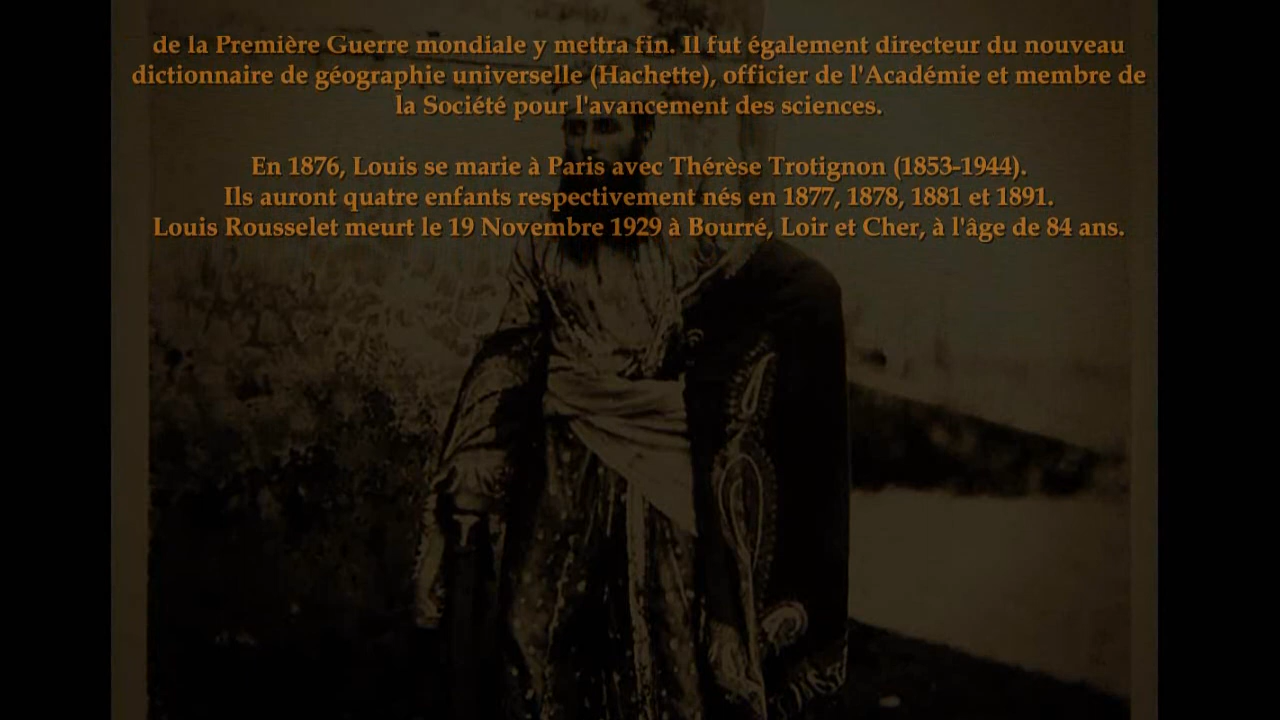 de la Première Guerre mondiale y mettra fin. Il fut également directeur du nouveau
dictionnaire de géographie universelle (Hachette), officier de l'Académie et membre de
la Société pour l'avancement des sciences.
En 1876, Louis se marie à Paris avec Thérèse Trotignon (1853-1944).
Ils auront quatre enfants respectivement nés en 1877, 1878, 1881 et 1891.
Louis Rousselet meurt le 19 Novembre 1929 à Bourré, Loir et Cher, à l'âge de 84 ans.